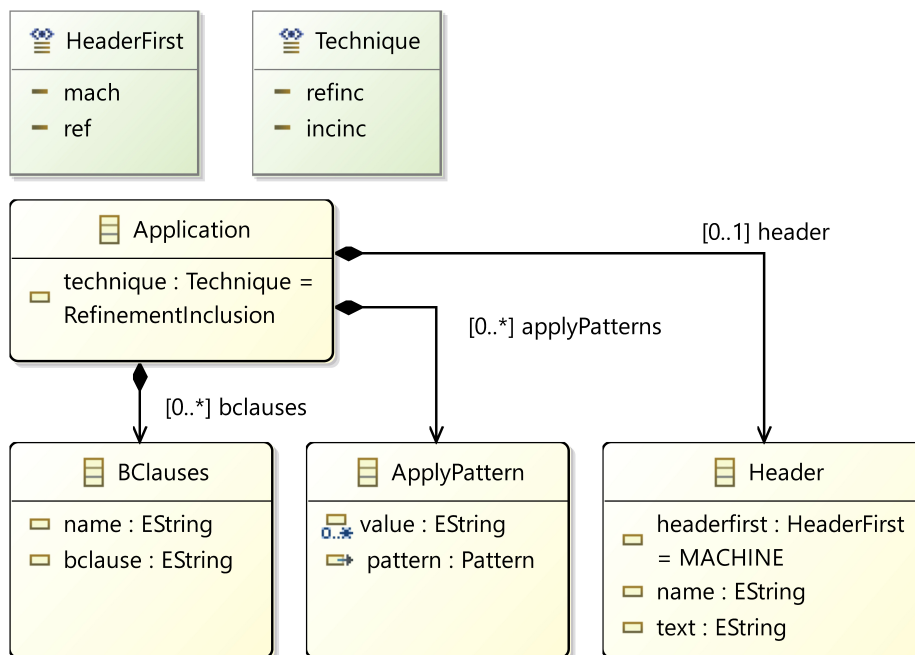 HeaderFirst
mach
ref
Technique
refinc
incinc
Application
technique : Technique =
RefinementInclusion
[0..1] header
[0..*] applyPatterns
[0..*] bclauses
BClauses
name : EString
bclause : EString
ApplyPattern
0..* value : EString
pattern : Pattern
Header
headerfirst : HeaderFirst
= MACHINE
name : EString
text : EString